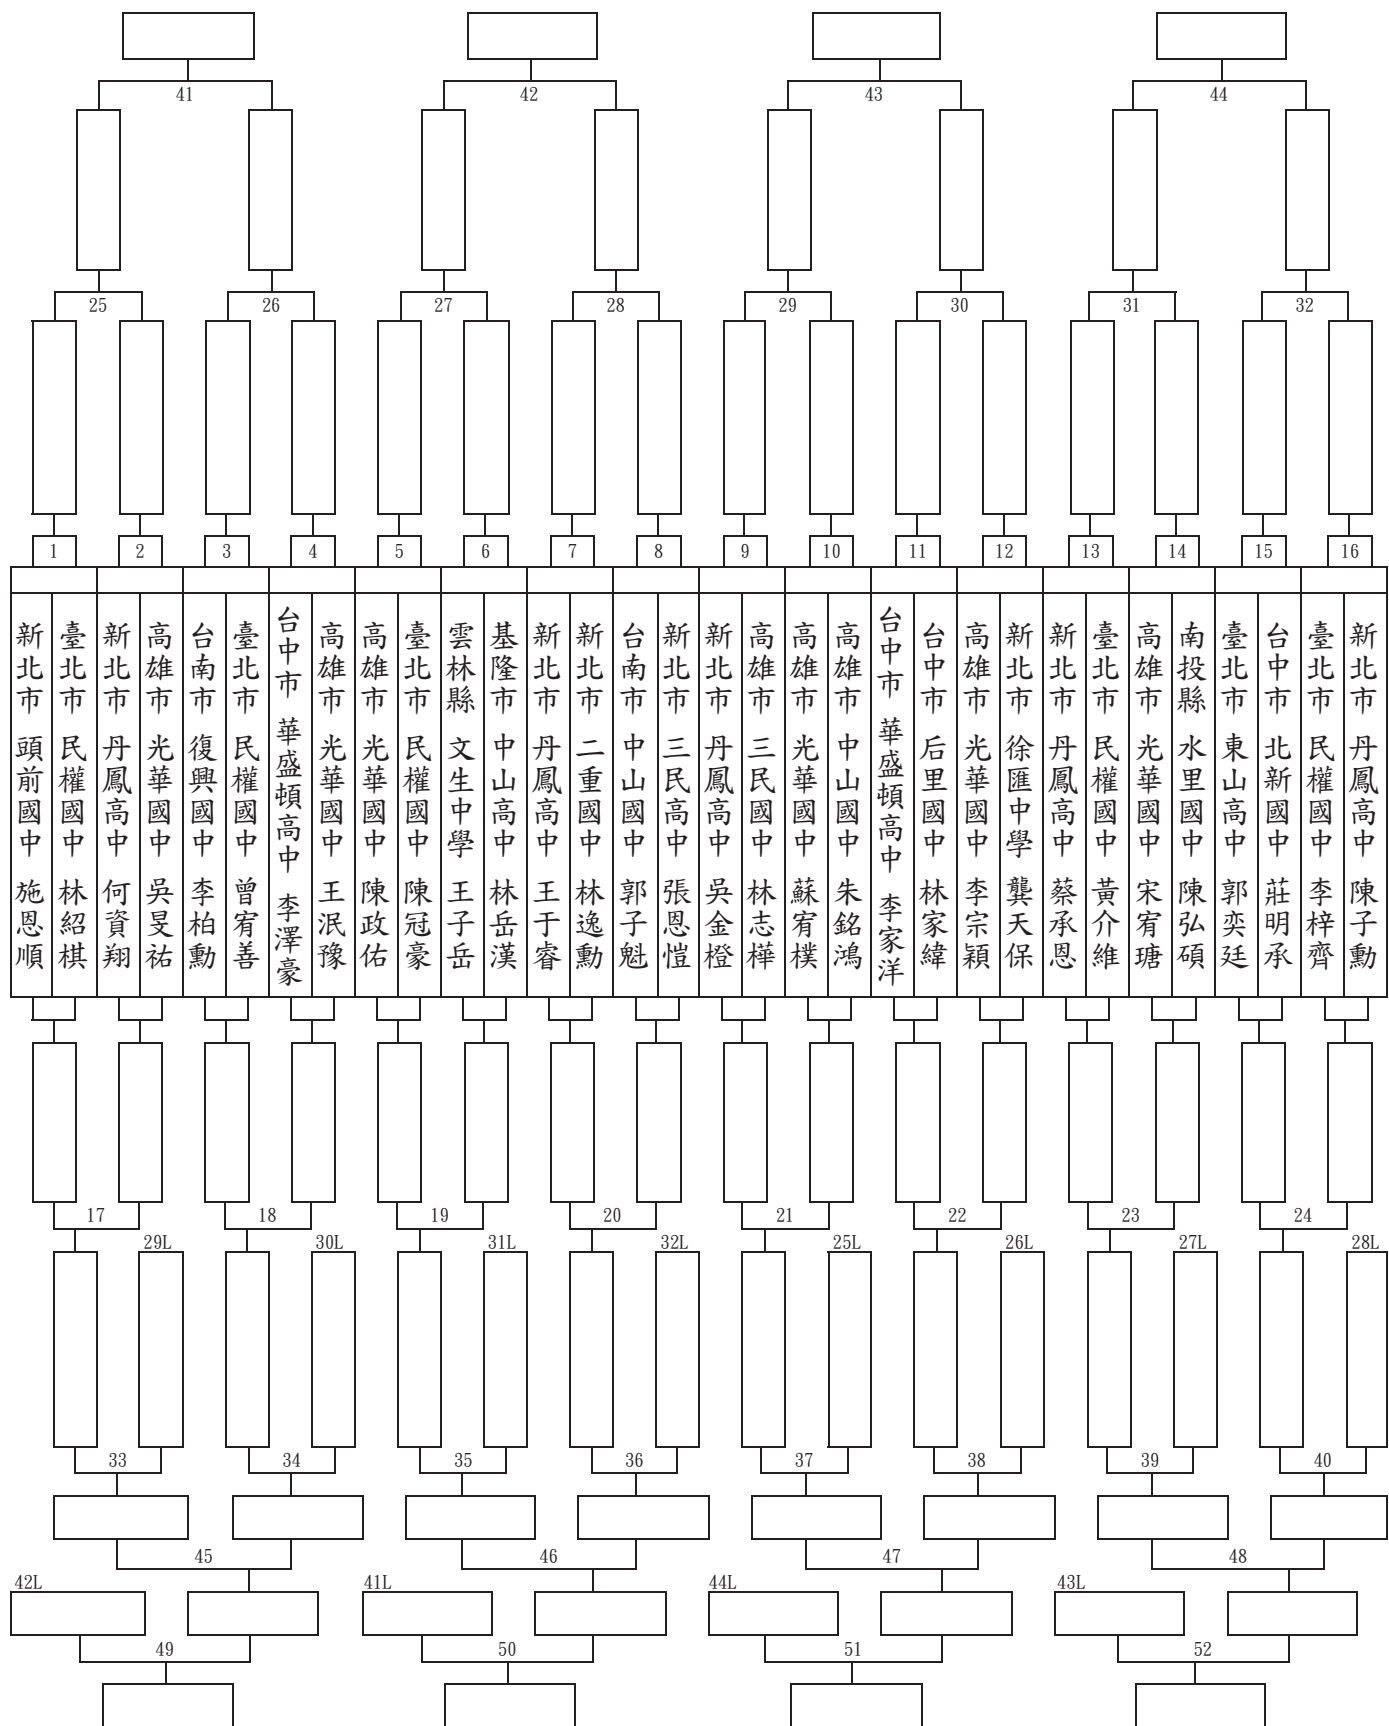 41 42 43 44
25 26 27 28 29 30 31 32
1 2 3 4 5 6 7 8 9 10 11 12 13 14 15 16
新北市 頭前國中 施恩順
臺北市 民權國中 林紹棋
新北市 丹鳳高中 何資翔
高雄市 光華國中 吳旻祐
台南市 復興國中 李柏勳
臺北市 民權國中 曾宥善
台中市 華盛頓高中 李澤豪
高雄市 光華國中 王泯豫
高雄市 光華國中 陳政佑
臺北市 民權國中 陳冠豪
雲林縣 文生中學 王子岳
基隆市 中山高中 林岳漢
新北市 丹鳳高中 王于睿
新北市 二重國中 林逸勳
台南市 中山國中 郭子魁
新北市 三民高中 張恩愷
新北市 丹鳳高中 吳金橙
高雄市 三民國中 林志樺
高雄市 光華國中 蘇宥樸
高雄市 中山國中 朱銘鴻
台中市 華盛頓高中 李家洋
台中市 后里國中 林家緯
高雄市 光華國中 李宗穎
新北市 徐匯中學 龔天保
新北市 丹鳳高中 蔡承恩
臺北市 民權國中 黃介維
高雄市 光華國中 宋宥瑭
南投縣 水里國中 陳弘碩
臺北市 東山高中 郭奕廷
台中市 北新國中 莊明承
臺北市 民權國中 李梓齊
新北市 丹鳳高中 陳子勳
17 18 19 20 21 22 23 24
29L 30L 31L 32L 25L 26L 27L 28L
33 34 35 36 37 38 39 40
45 46 47 48
42L 41L 44L 43L
49 50 51 52